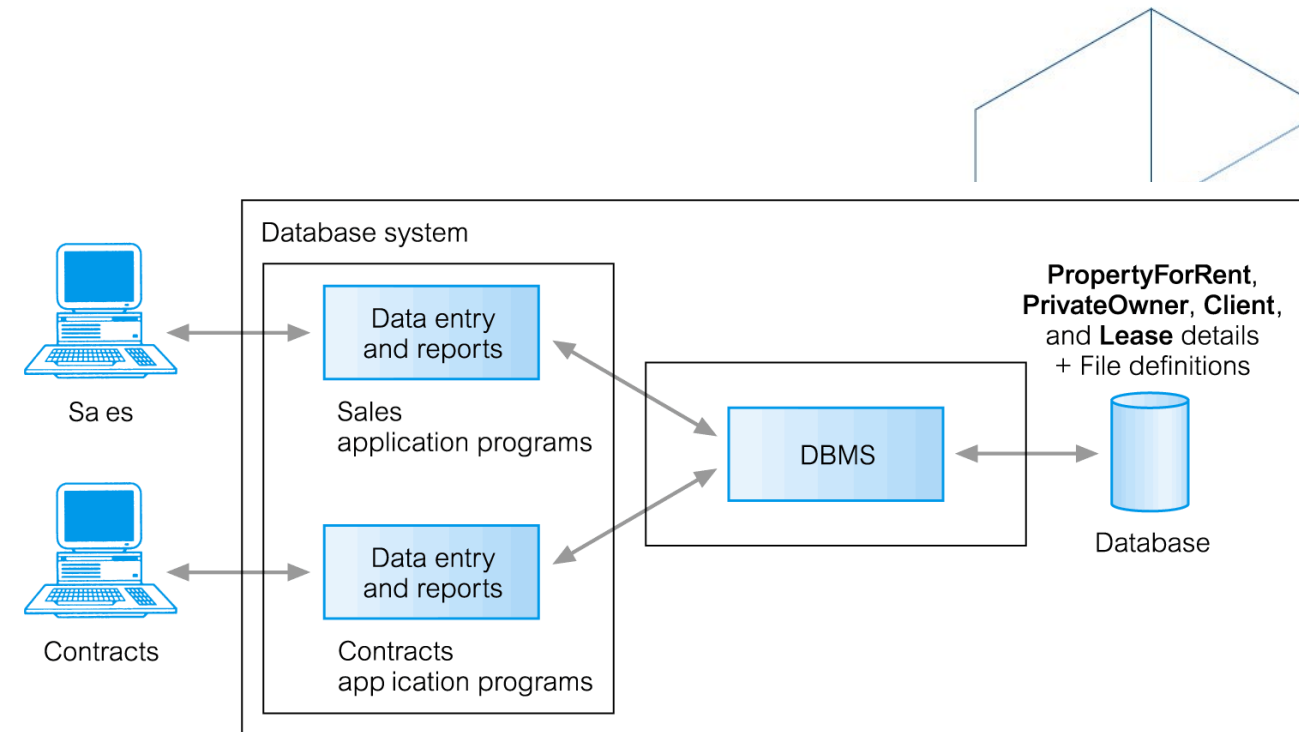 Database system
PropertyForRent,
PrivateOwner, Client,
and Lease details
+ File definitions
Data entry
and reports
Sa es
Sales
application programs
DBMS
Data entry
and reports
Database
Contracts
Contracts
app ication programs